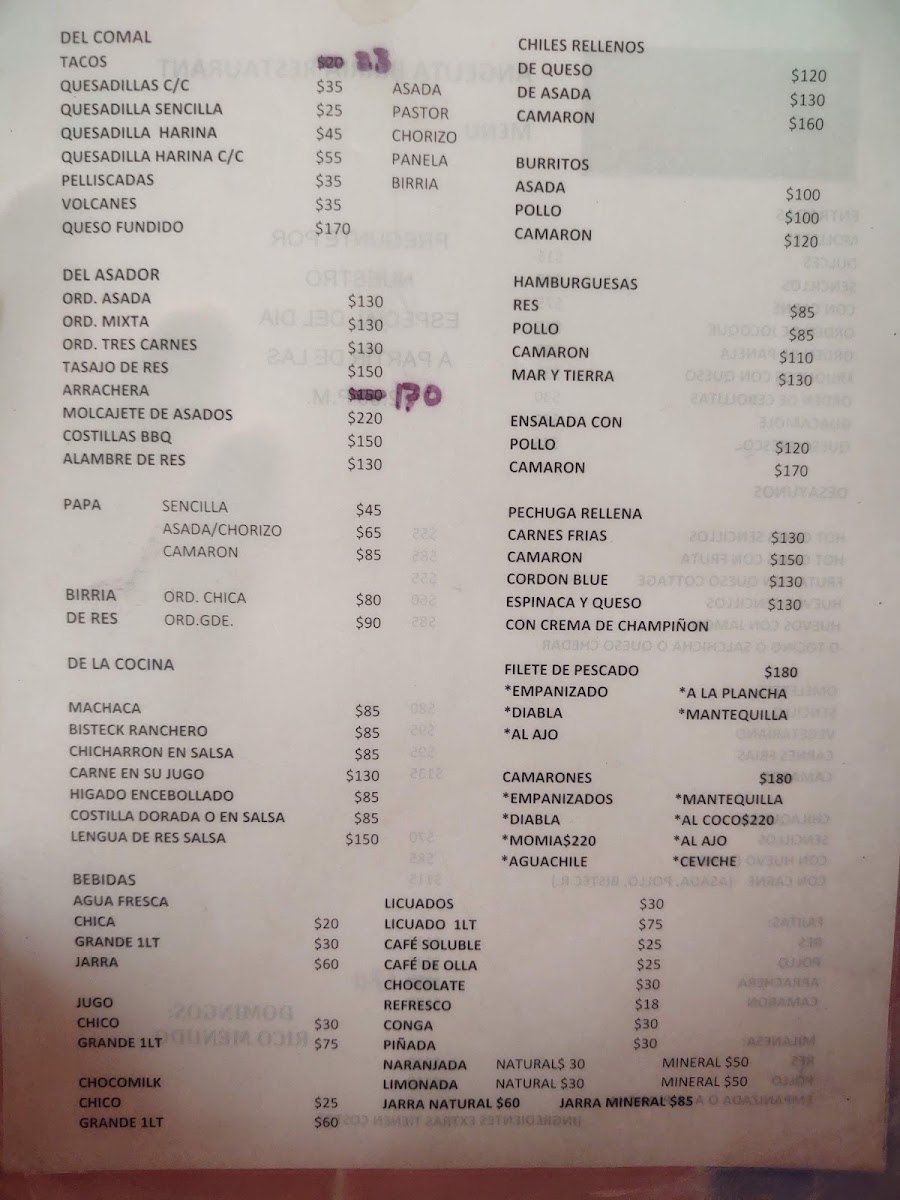 DEL COMAL
TACOS $20 23
QUESADILLAS C/C $35 ASADA
QUESADILLA SENCILLA $25 PASTOR
QUESADILLA HARINA $45 CHORIZO
QUESADILLA HARINA C/C $55 PANELA
PELLISCADAS $35 BIRRIA
VOLCANES $35
QUESO FUNDIDO $170
DEL ASADOR
ORD. ASADA $130
ORD. MIXTA $130
ORD. TRES CARNES $130
TASAJO DE RES $150
ARRACHERA $150 170
MOLCAJETE DE ASADOS $220
COSTILLAS BBQ $150
ALAMBRE DE RES $130
PAPA SENCILLA $45
ASADA/CHORIZO $65
CAMARON $85
BIRRIA ORD. CHICA $80
DE RES ORD.GDE. $90
DE LA COCINA
MACHACA $85
BISTECK RANCHERO $85
CHICHARRON EN SALSA $85
CARNE EN SU JUGO $130
HIGADO ENCEBOLLADO $85
COSTILLA DORADA O EN SALSA $85
LENGUA DE RES SALSA $150
CHILES RELLENOS
DE QUESO $120
DE ASADA $130
CAMARON $160
BURRITOS
ASADA $100
POLLO $100
CAMARON $120
HAMBURGUESAS
RES $85
POLLO $85
CAMARON $110
MAR Y TIERRA $130
ENSALADA CON
POLLO $120
CAMARON $170
PECHUGA RELLENA
CARNES FRIAS $130
CAMARON $150
CORDON BLUE $130
ESPINACA Y QUESO $130
CON CREMA DE CHAMPIÑON
FILETE DE PESCADO $180
*EMPANIZADO *A LA PLANCHA
*DIABLA *MANTEQUILLA
*AL AJO
CAMARONES $180
*EMPANIZADOS *MANTEQUILLA
*DIABLA *AL COCO$220
*MOMIA$220 *AL AJO
*AGUACHILE *CEVICHE
BEBIDAS
AGUA FRESCA
CHICA $20
GRANDE 1LT $30
JARRA $60
JUGO
CHICO $30
GRANDE 1LT $75
CHOCOMILK
CHICO $25
GRANDE 1LT $60
LICUADOS $30
LICUADO 1LT $75
CAFÉ SOLUBLE $25
CAFÉ DE OLLA $25
CHOCOLATE $30
REFRESCO $18
CONGA $30
PIÑADA $30
NARANJADA NATURAL$ 30 MINERAL $50
LIMONADA NATURAL $30 MINERAL $50
JARRA NATURAL $60 JARRA MINERAL $85